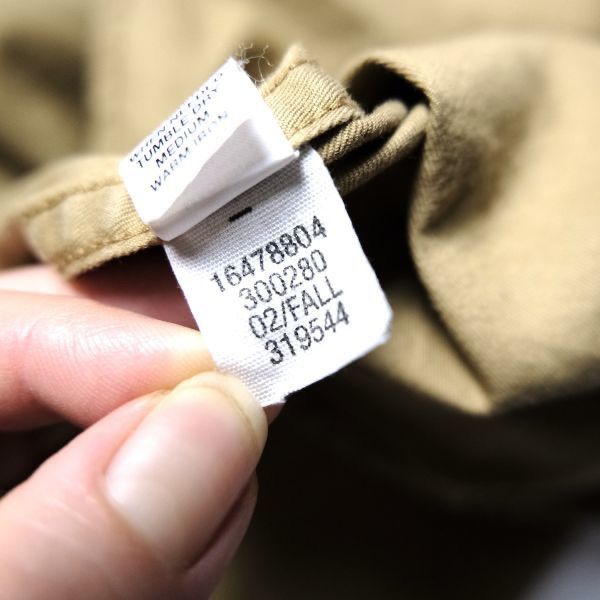 TUMBLE DRY
MEDIUM
WARM IRON
16478804
300280
02/FALL
319544